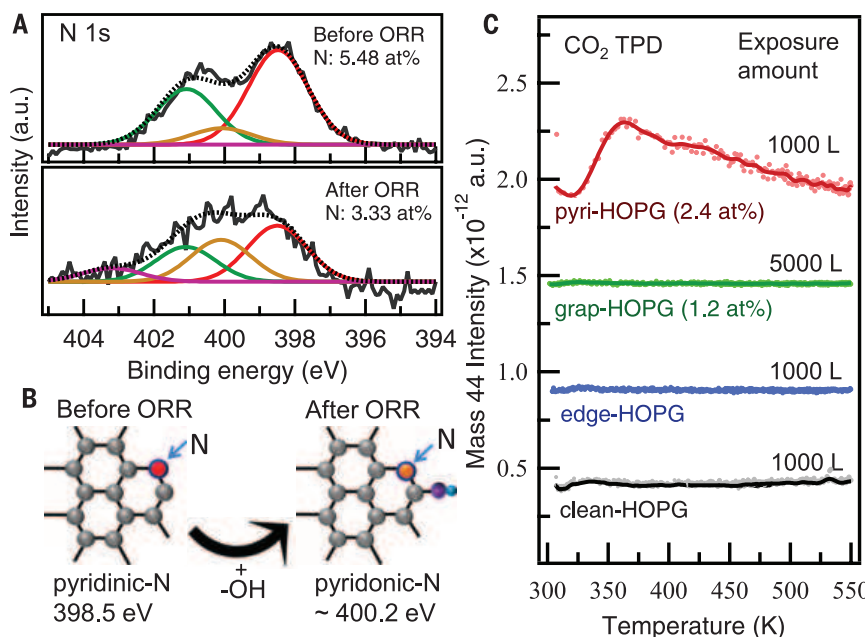 A
N 1s
Before ORR
N: 5.48 at%
After ORR
N: 3.33 at%
Intensity (a.u.)
404 402 400 398 396 394
Binding energy (eV)
B
Before ORR
After ORR
N
N
+
-OH
pyridinic-N
398.5 eV
pyridonic-N
~ 400.2 eV
C
CO₂ TPD
Exposure
amount
1000 L
pyri-HOPG (2.4 at%)
5000 L
grap-HOPG (1.2 at%)
1000 L
edge-HOPG
1000 L
clean-HOPG
Mass 44 Intensity (x10⁻¹² a.u.)
2.5
2.0
1.5
1.0
0.5
300 350 400 450 500 550
Temperature (K)